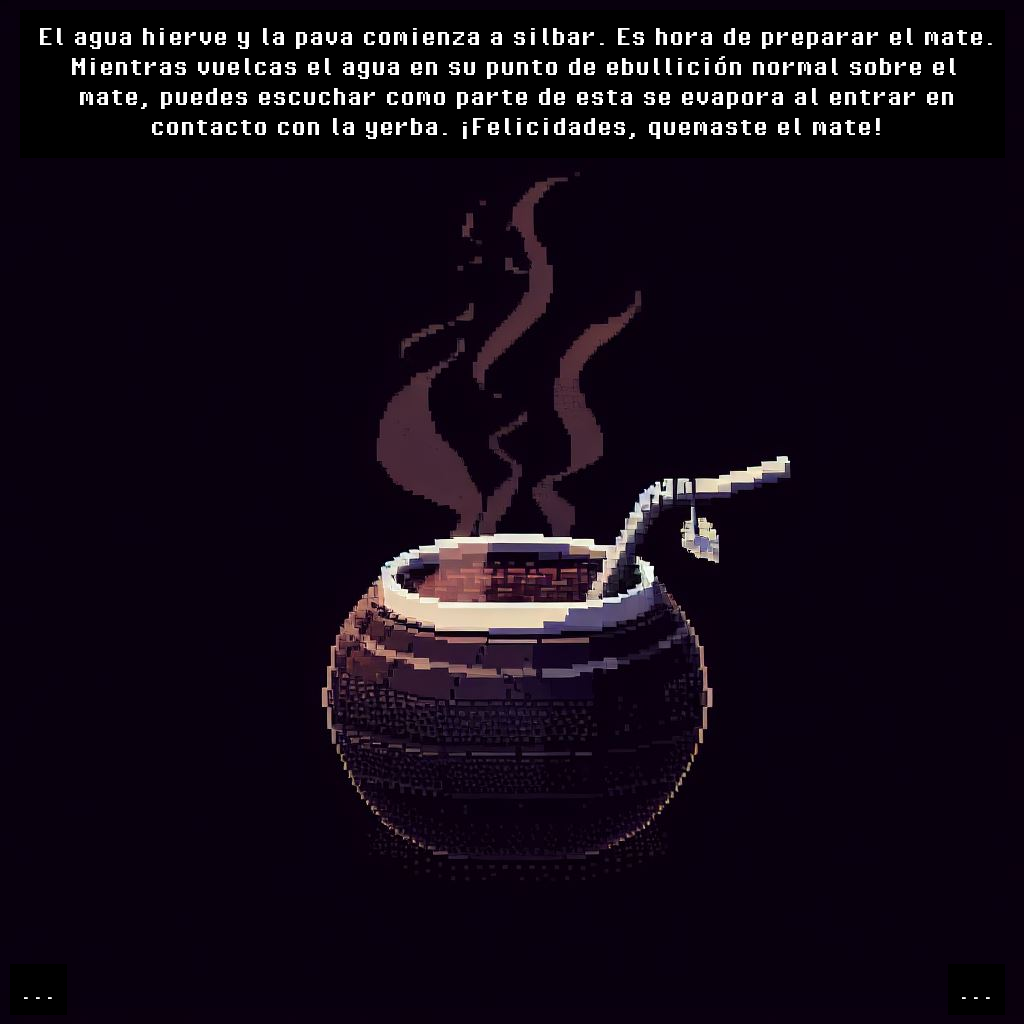 El agua hierve y la pava comienza a silbar. Es hora de preparar el mate.
Mientras vuelcas el agua en su punto de ebullición normal sobre el
mate, puedes escuchar como parte de esta se evapora al entrar en
contacto con la yerba. ¡Felicidades, quemaste el mate!
... ...